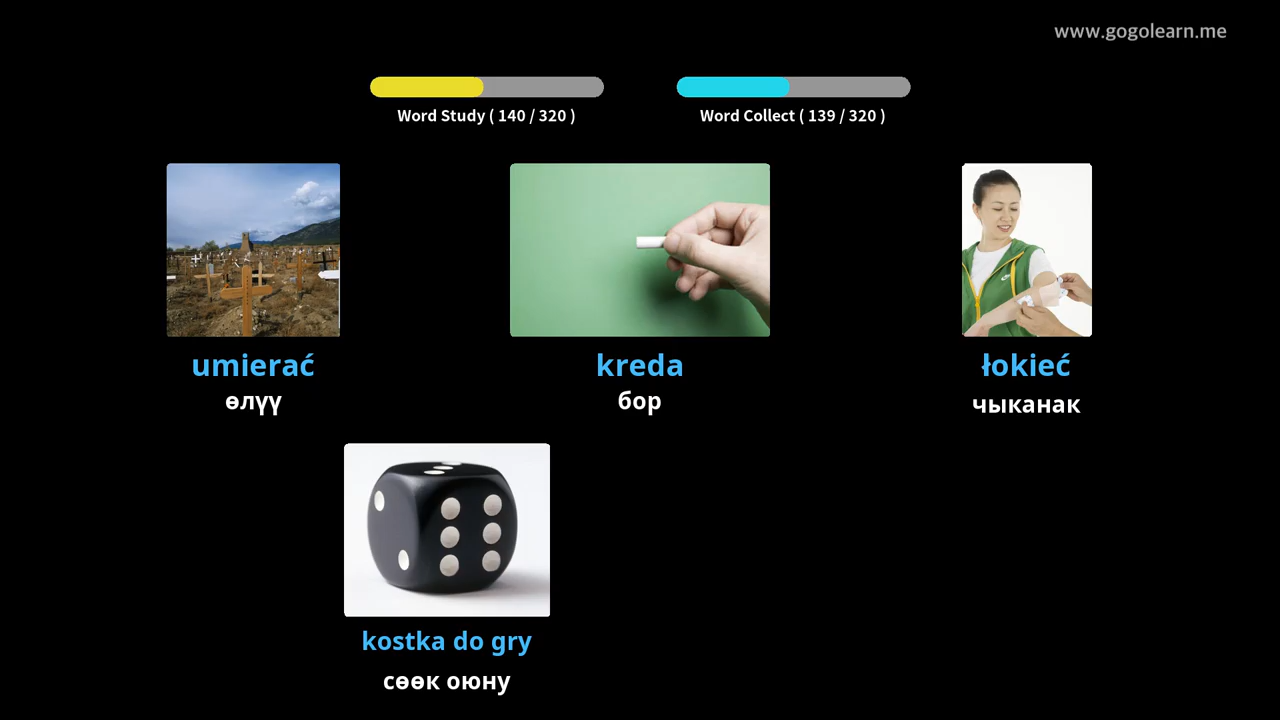 www.gogolearn.me
Word Study ( 140 / 320 )
Word Collect ( 139 / 320 )
umierać
өлүү
kreda
бор
łokieć
чыканак
kostka do gry
сөөк оюну